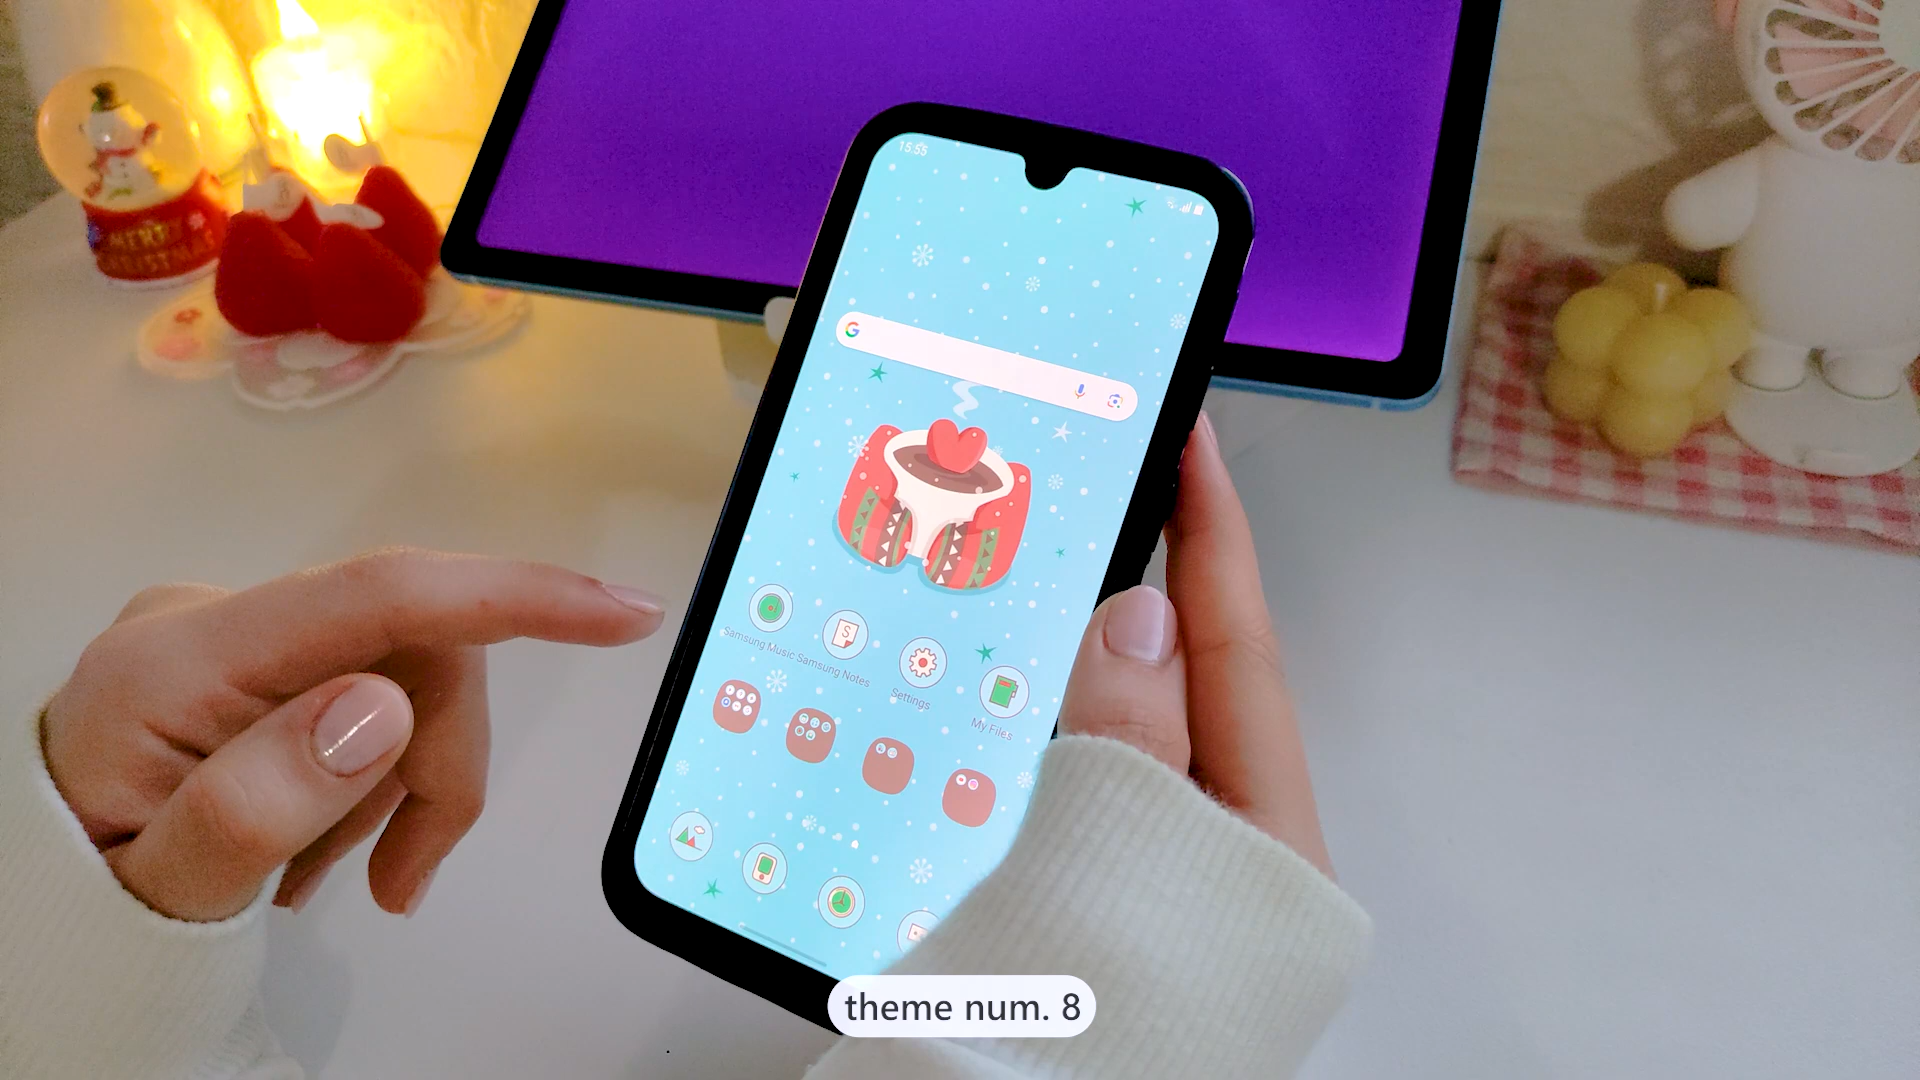 MERRY
CHRISTMAS
15:55
G
Samsung Music
Samsung Notes
S
Settings
My Files
theme num. 8